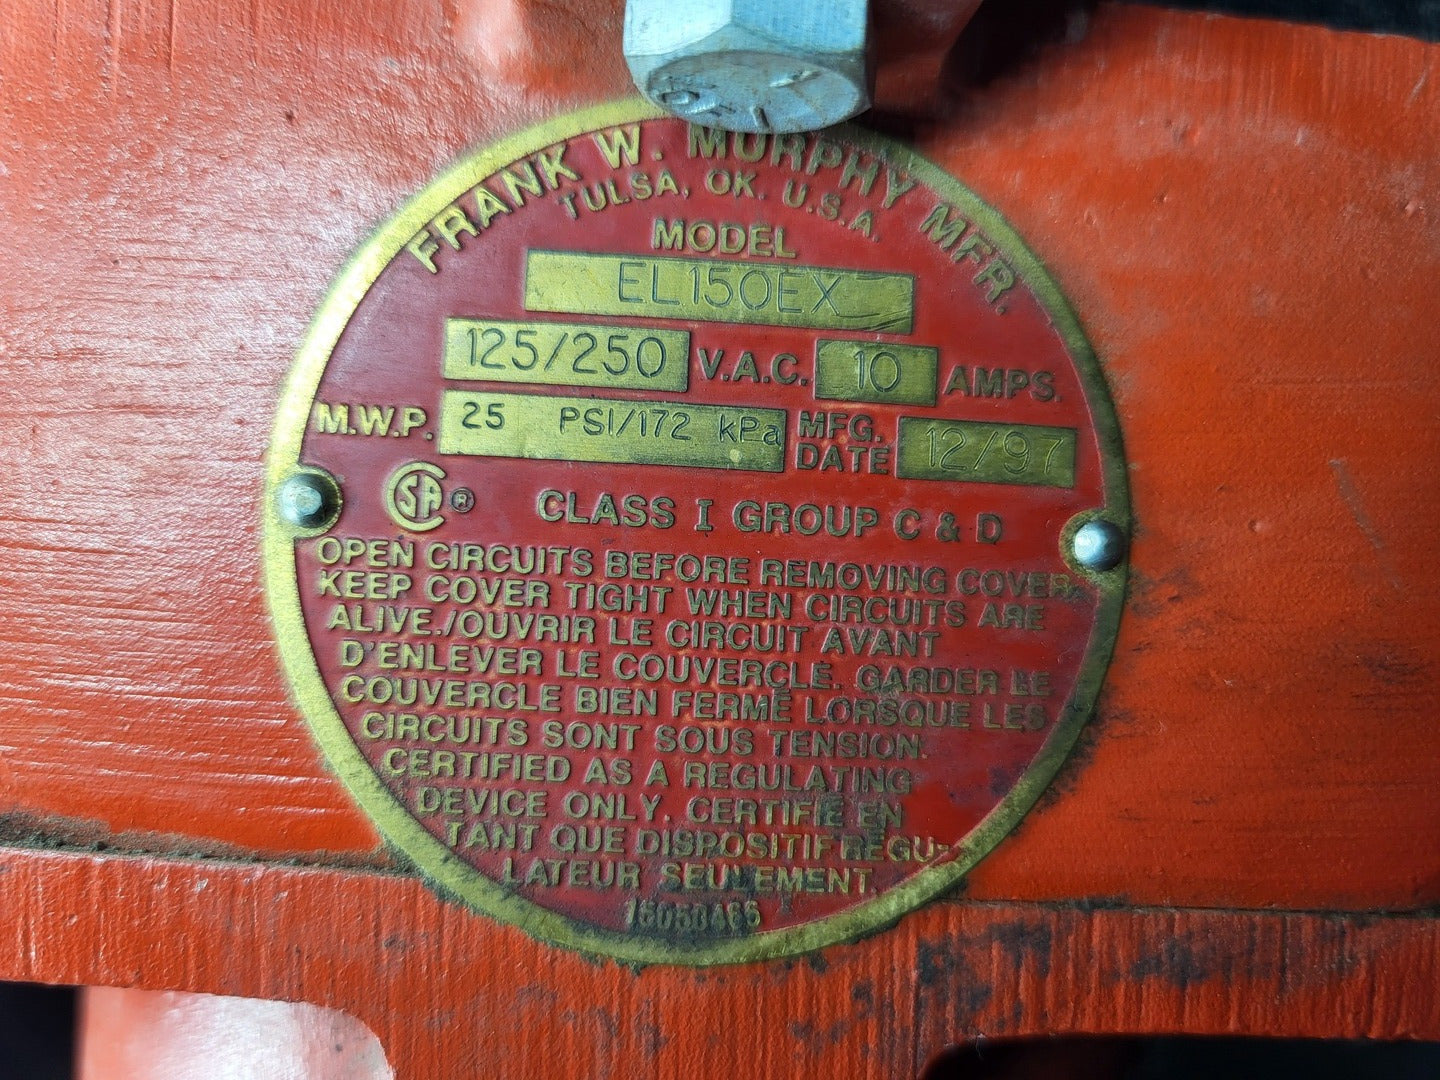 FRANK W. MURPHY MFR.
TULSA, OK. U.S.A.
MODEL
EL150EX
125/250 V.A.C. 10 AMPS.
M.W.P. 25 PSI/172 kPa MFG. DATE 12/97
CSA ® CLASS I GROUP C & D
OPEN CIRCUITS BEFORE REMOVING COVER.
KEEP COVER TIGHT WHEN CIRCUITS ARE
ALIVE./OUVRIR LE CIRCUIT AVANT
D'ENLEVER LE COUVERCLE. GARDER LE
COUVERCLE BIEN FERMÉ LORSQUE LES
CIRCUITS SONT SOUS TENSION.
CERTIFIED AS A REGULATING
DEVICE ONLY. CERTIFIÉ EN
TANT QUE DISPOSITIF RÉGU-
LATEUR SEULEMENT.